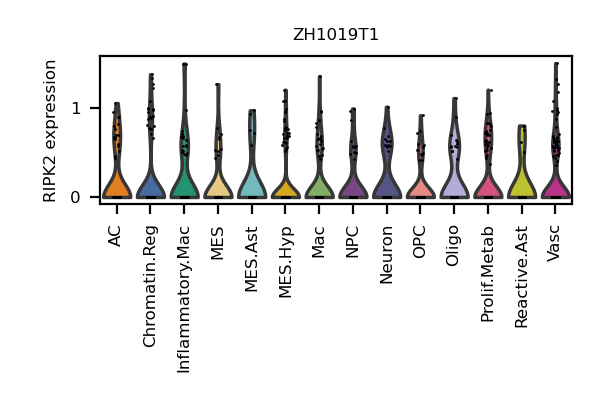 ZH1019T1
RIPK2 expression
1
0
AC
Chromatin.Reg
Inflammatory.Mac
MES
MES.Ast
MES.Hyp
Mac
NPC
Neuron
OPC
Oligo
Prolif.Metab
Reactive.Ast
Vasc